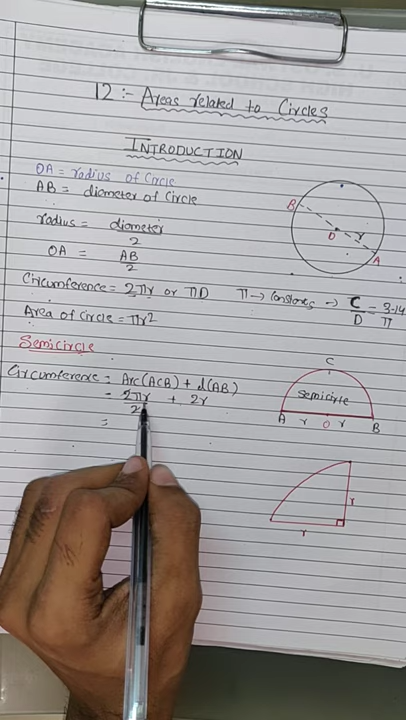 12 :- Areas related to Circles
INTRODUCTION
OA = radius of Circle
AB = diameter of Circle
radius = diameter
2
OA = AB
2
Circumference = 2πr or πD π → Constant → C/D = 3.14
π
Area of circle = πr²
Semicircle
Circumference = Arc(ACB) + d(AB)
= 2πr + 2r
2
=
B
O
r
A
C
Semicircle
A r O r B
r
r